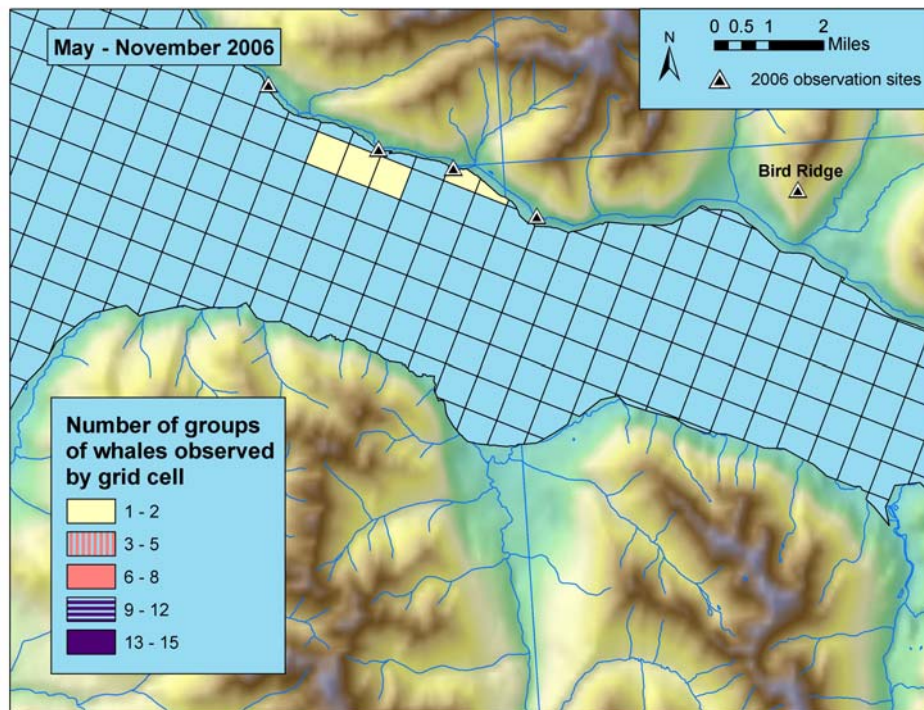 May - November 2006
N
0 0.5 1 2
Miles
2006 observation sites
Bird Ridge
Number of groups
of whales observed
by grid cell
1 - 2
3 - 5
6 - 8
9 - 12
13 - 15